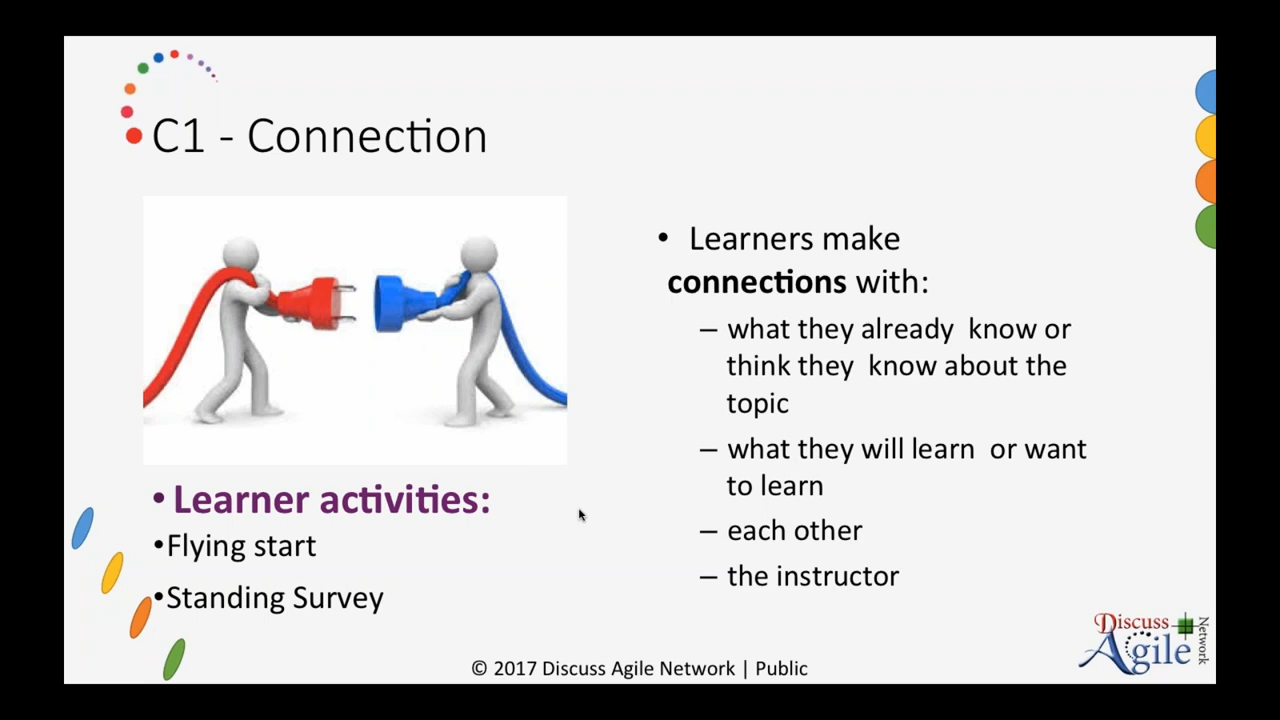 C1 - Connection
• Learner activities:
•Flying start
•Standing Survey
• Learners make
connections with:
– what they already know or
think they know about the
topic
– what they will learn or want
to learn
– each other
– the instructor
© 2017 Discuss Agile Network | Public
Discuss
Agile
Network